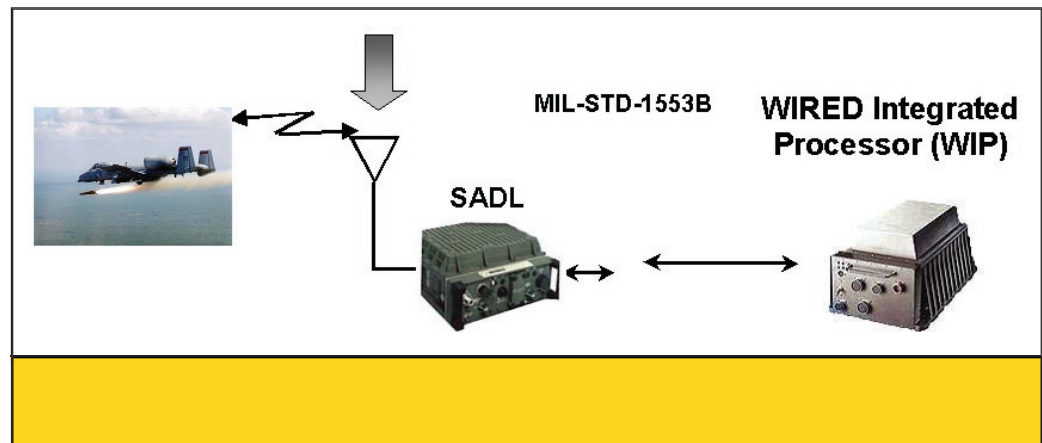 MIL-STD-1553B
WIRED Integrated
Processor (WIP)
SADL